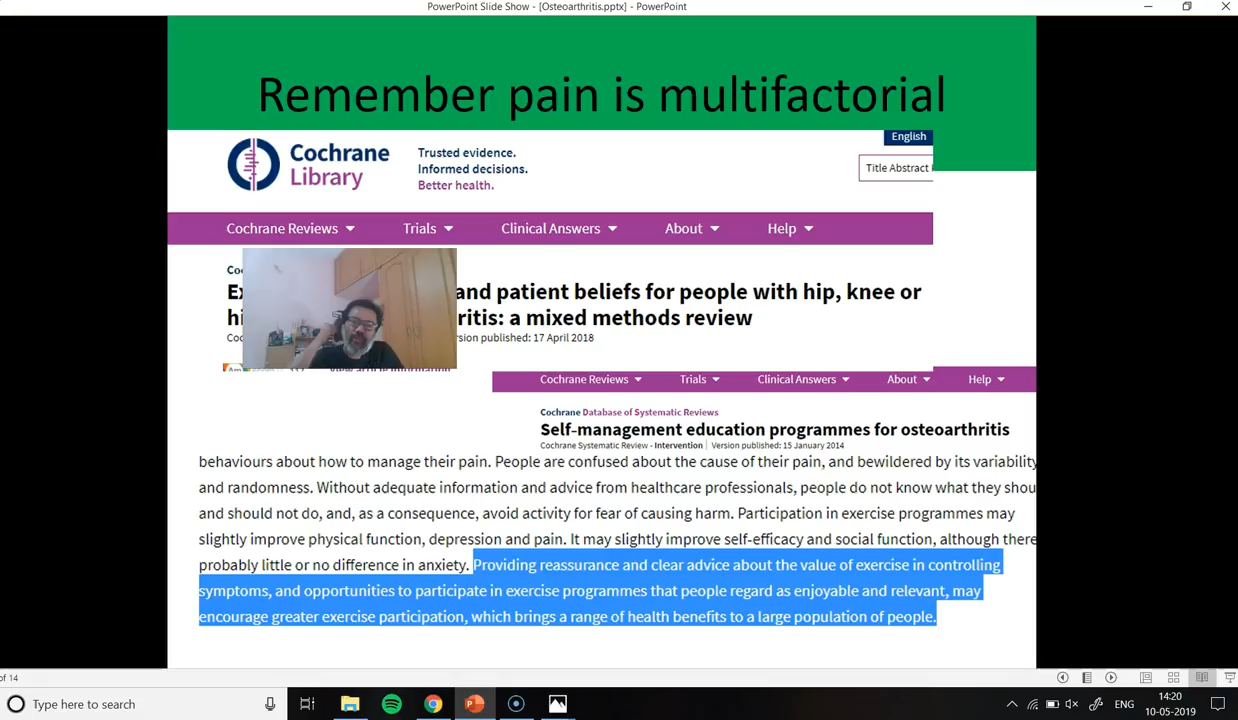 PowerPoint Slide Show - [Osteoarthritis.pptx] - PowerPoint
Remember pain is multifactorial
English
Cochrane
Library
Trusted evidence.
Informed decisions.
Better health.
Title Abstract
Cochrane Reviews
Trials
Clinical Answers
About
Help
and patient beliefs for people with hip, knee or
a mixed methods review
version published: 17 April 2018
View article information
Cochrane Reviews
Trials
Clinical Answers
About
Help
Cochrane Database of Systematic Reviews
Self-management education programmes for osteoarthritis
Cochrane Systematic Review - Intervention | Version published: 15 January 2014
behaviours about how to manage their pain. People are confused about the cause of their pain, and bewildered by its variability
and randomness. Without adequate information and advice from healthcare professionals, people do not know what they shou
and should not do, and, as a consequence, avoid activity for fear of causing harm. Participation in exercise programmes may
slightly improve physical function, depression and pain. It may slightly improve self-efficacy and social function, although there
probably little or no difference in anxiety. Providing reassurance and clear advice about the value of exercise in controlling
symptoms, and opportunities to participate in exercise programmes that people regard as enjoyable and relevant, may
encourage greater exercise participation, which brings a range of health benefits to a large population of people.
of 14
Type here to search
ENG
14:20
10-05-2019